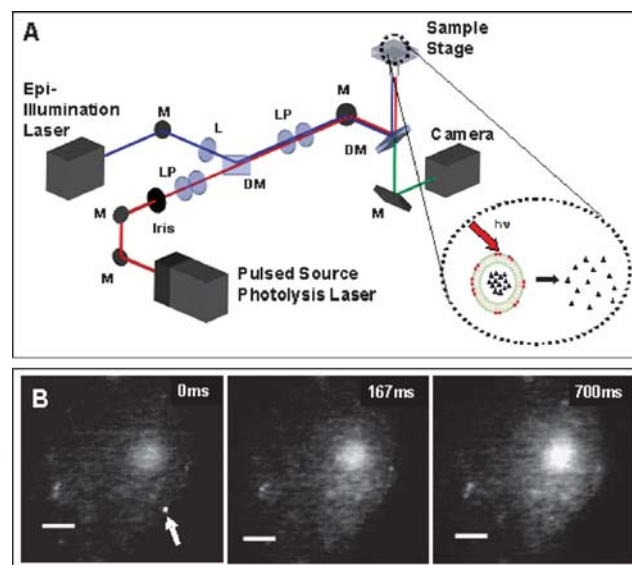 A
Sample
Stage
Epi-
Illumination
Laser
M
L
LP
M
Camera
DM
LP
DM
M
M
Iris
hν
M
Pulsed Source
Photolysis Laser
B
0ms
167ms
700ms